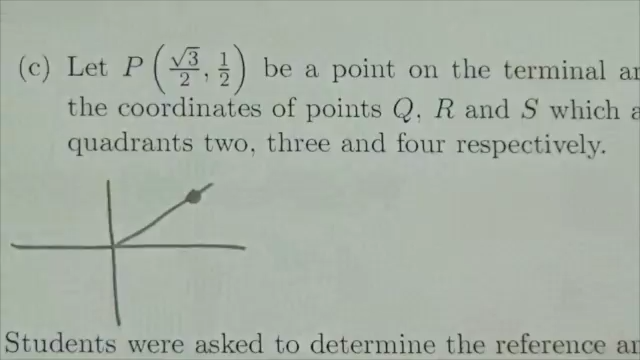 (c) Let P(√3/2, 1/2) be a point on the terminal
the coordinates of points Q, R and S which
quadrants two, three and four respectively.
Students were asked to determine the reference